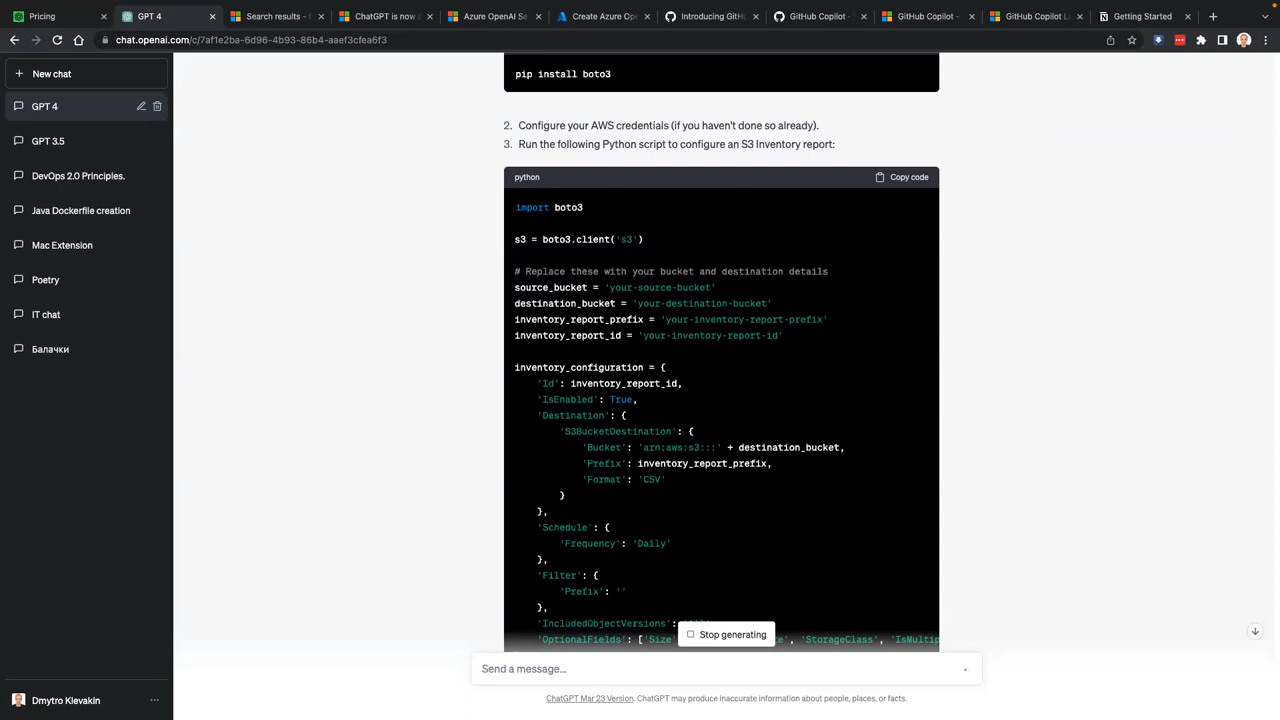 Pricing
GPT 4
Search results - C
ChatGPT is now a
Azure OpenAI Se
Create Azure Op
Introducing GitHu
GitHub Copilot ·
GitHub Copilot –
GitHub Copilot La
Getting Started
chat.openai.com/c/7af1e2ba-6d96-4b93-86b4-aaef3cfea6f3
New chat
GPT 4
GPT 3.5
DevOps 2.0 Principles.
Java Dockerfile creation
Mac Extension
Poetry
IT chat
Балачки
Dmytro Klevakin
pip install boto3
2. Configure your AWS credentials (if you haven't done so already).
3. Run the following Python script to configure an S3 Inventory report:
python
Copy code
import boto3
s3 = boto3.client('s3')
# Replace these with your bucket and destination details
source_bucket = 'your-source-bucket'
destination_bucket = 'your-destination-bucket'
inventory_report_prefix = 'your-inventory-report-prefix'
inventory_report_id = 'your-inventory-report-id'
inventory_configuration = {
'Id': inventory_report_id,
'IsEnabled': True,
'Destination': {
'S3BucketDestination': {
'Bucket': 'arn:aws:s3:::' + destination_bucket,
'Prefix': inventory_report_prefix,
'Format': 'CSV'
}
},
'Schedule': {
'Frequency': 'Daily'
},
'Filter': {
'Prefix': ''
},
'IncludedObjectVersions':
'OptionalFields': ['Size' 'StorageClass', 'IsMultip
Stop generating
Send a message...
ChatGPT Mar 23 Version. ChatGPT may produce inaccurate information about people, places, or facts.